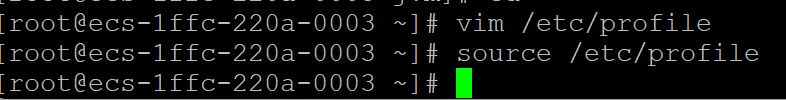 [root@ecs-1ffc-220a-0003 ~]# vim /etc/profile
[root@ecs-1ffc-220a-0003 ~]# source /etc/profile
[root@ecs-1ffc-220a-0003 ~]#